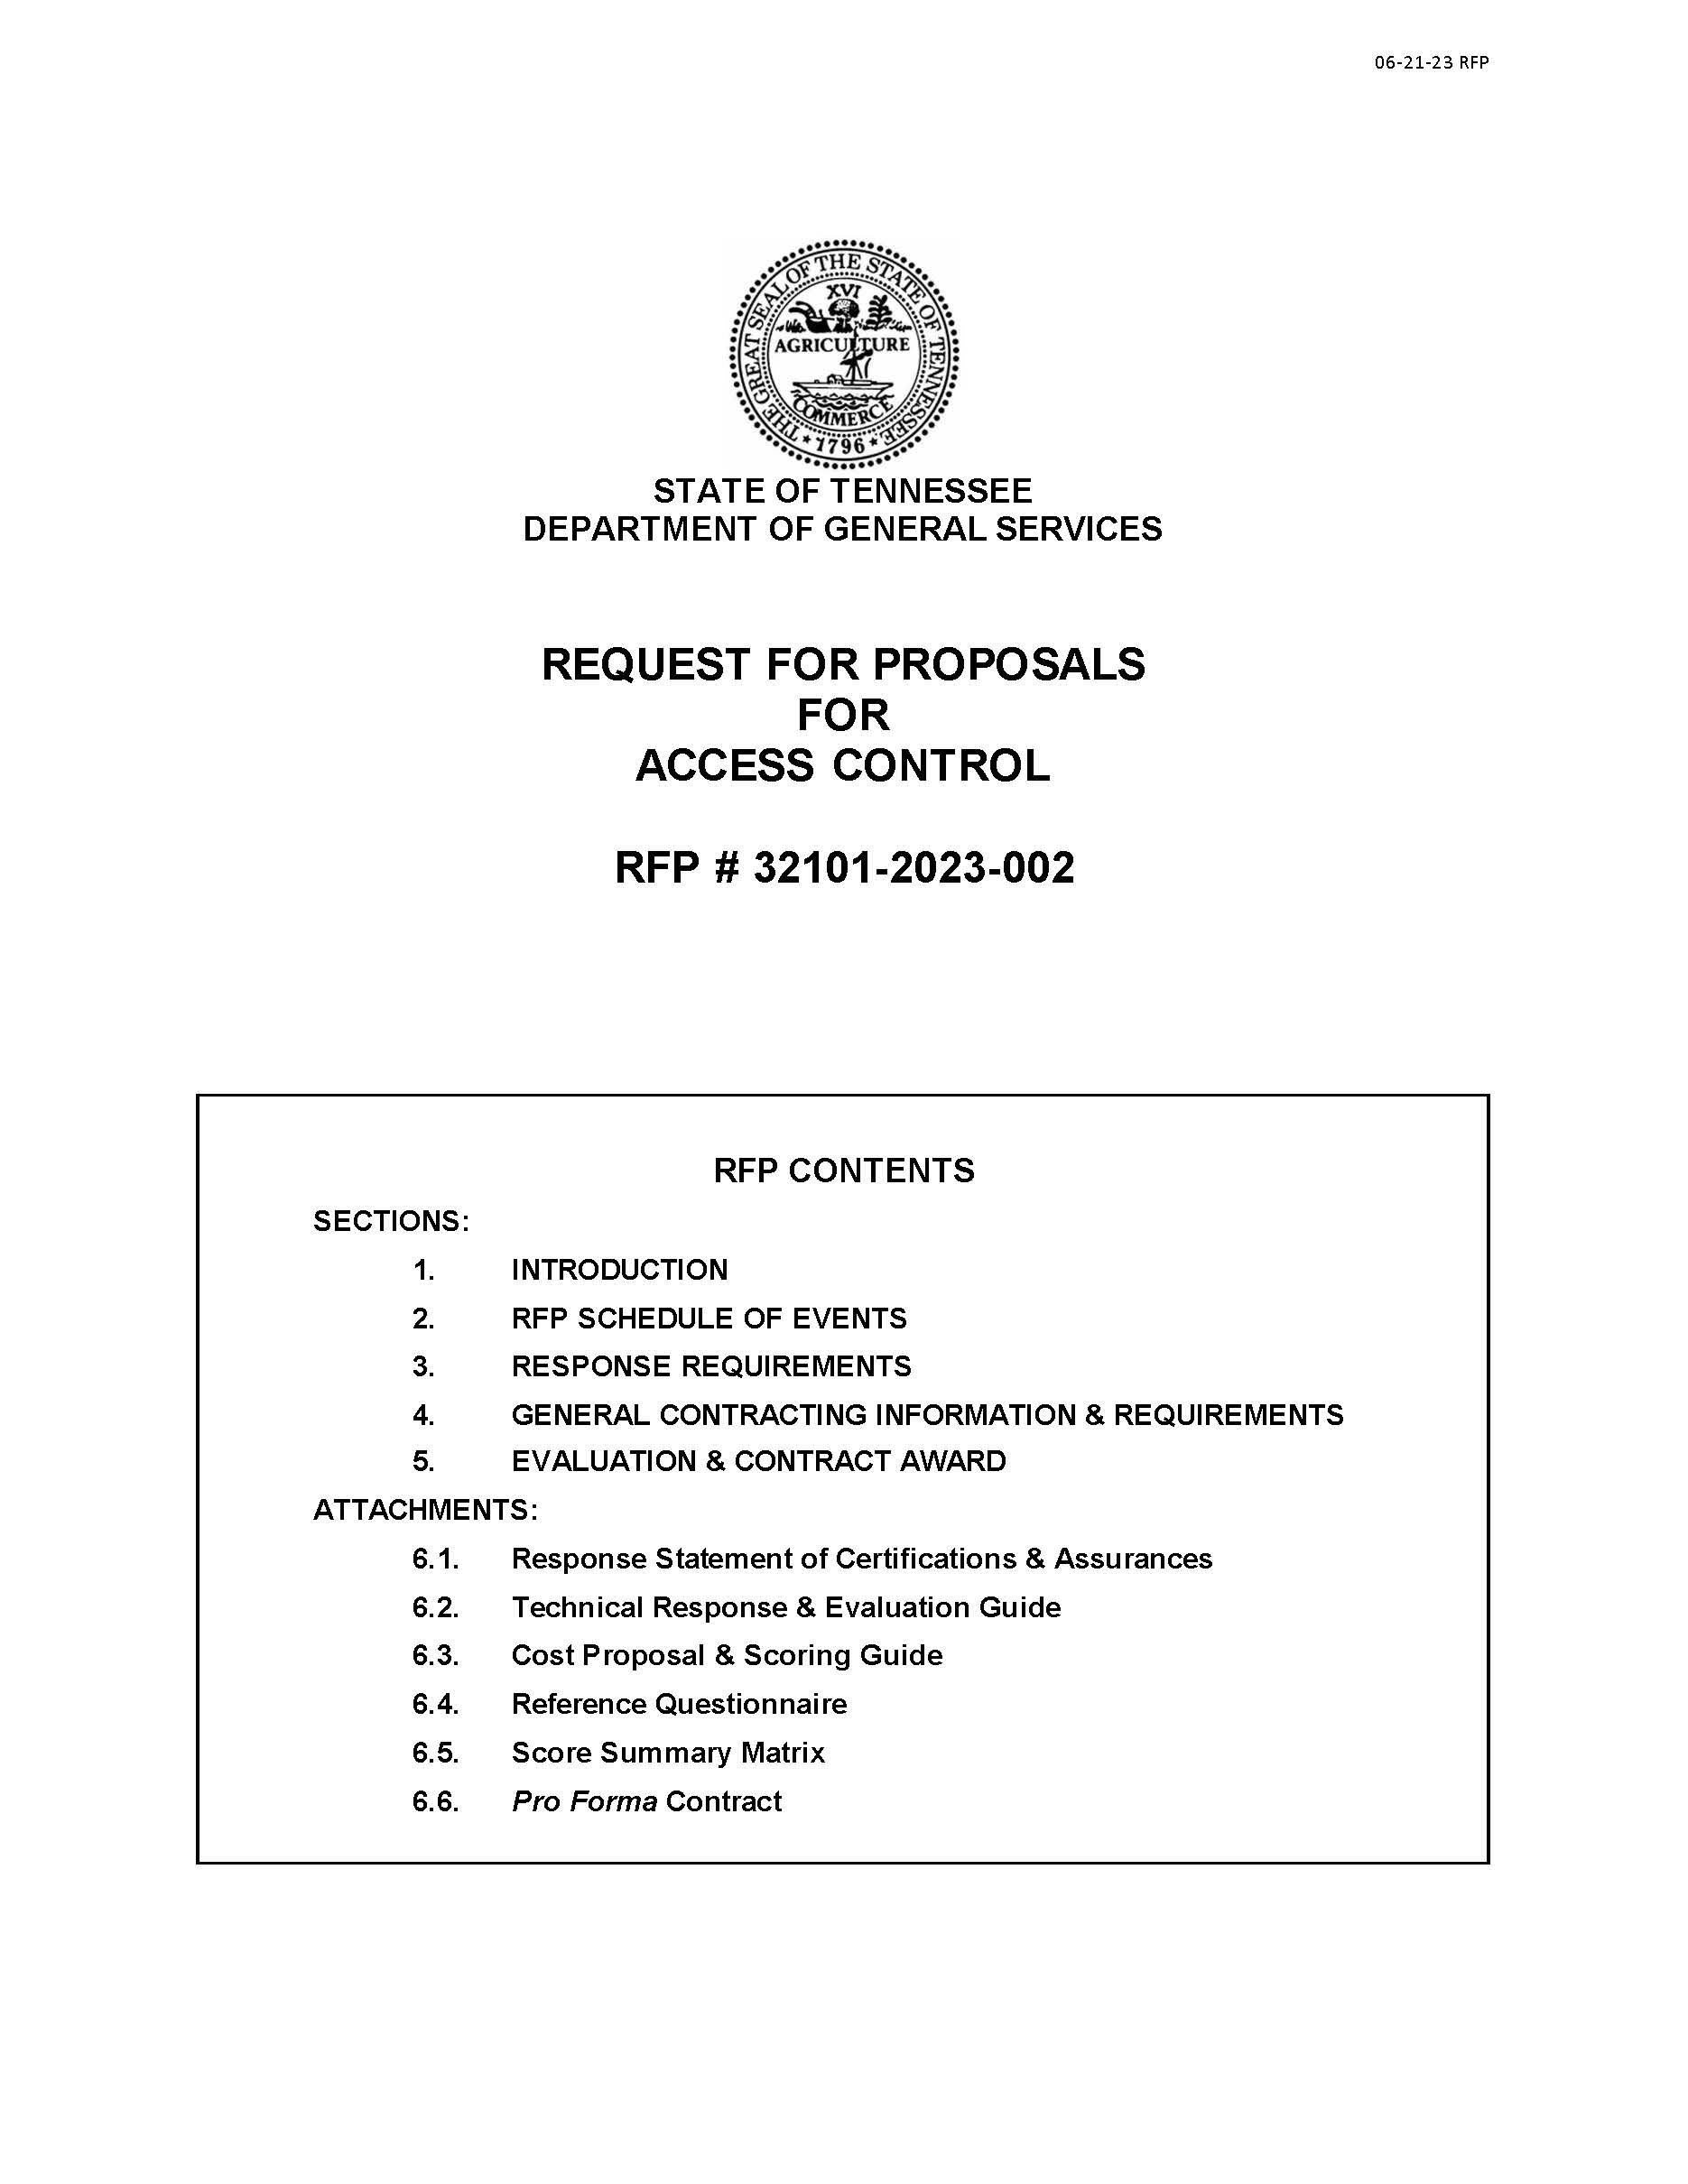 06-21-23 RFP
THE GREAT SEAL OF THE STATE OF TENNESSEE
XVI
AGRICULTURE
COMMERCE
1796
STATE OF TENNESSEE
DEPARTMENT OF GENERAL SERVICES
REQUEST FOR PROPOSALS
FOR
ACCESS CONTROL
RFP # 32101-2023-002
RFP CONTENTS
SECTIONS:
1. INTRODUCTION
2. RFP SCHEDULE OF EVENTS
3. RESPONSE REQUIREMENTS
4. GENERAL CONTRACTING INFORMATION & REQUIREMENTS
5. EVALUATION & CONTRACT AWARD
ATTACHMENTS:
6.1. Response Statement of Certifications & Assurances
6.2. Technical Response & Evaluation Guide
6.3. Cost Proposal & Scoring Guide
6.4. Reference Questionnaire
6.5. Score Summary Matrix
6.6. Pro Forma Contract